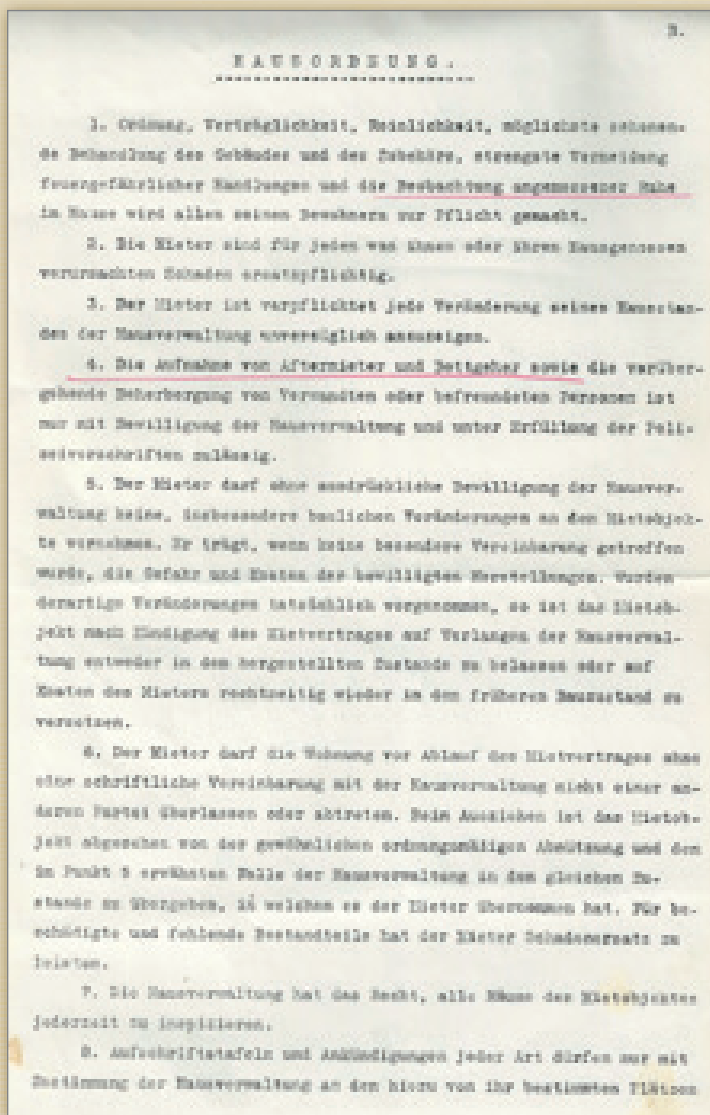 3.
HAUSORDNUNG.
1. Ordnung, Verträglichkeit, Reinlichkeit, möglichste schonen-
de Behandlung des Gebäudes und des Zubehörs, strengste Vermeidung
feuergefährlicher Handlungen und die Beobachtung angemessener Ruhe
im Hause wird allen seinen Bewohnern zur Pflicht gemacht.
2. Die Mieter sind für jeden von ihnen oder ihren Hausgenossen
verursachten Schaden ersatzpflichtig.
3. Der Mieter ist verpflicktet jede Veränderung seines Hausstan-
des der Hausverwaltung unverzüglich anzuzeigen.
4. Die Aufnahme von Aftermieter und Bettgeher sowie die vorüber-
gehende Beherbergung von Verwandten oder befreundeten Personen ist
nur mit Bewilligung der Hausverwaltung und unter Erfüllung der Poli-
zeivorschriften zulässig.
5. Der Mieter darf ohne ausdrückliche Bewilligung der Hausver-
waltung keine, insbesondere baulichen Veränderungen an den Mietobjek-
te vornehmen. Er trägt, wenn keine besondere Vereinbarung getroffen
wurde, die Gefahr und Kosten der bewilligten Herstellungen. Wurden
derartige Veränderungen tatsächlich vorgenommen, so ist das Mietob-
jekt nach Kündigung des Mietvertrages auf Verlangen der Hausverwal-
tung entweder in dem hergestellten Zustande zu belassen oder auf
Kosten des Mieters rechtzeitig wieder in den früheren Bauzustand zu
versetzen.
6. Der Mieter darf die Wohnung vor Ablauf des Mietvertrages ohne
eine schriftliche Vereinbarung mit der Hausverwaltung nicht einer an-
deren Partei überlassen oder abtreten. Beim Ausziehen ist das Mietob-
jekt abgesehen von der gewöhnlichen ordnungsmäßigen Abnützung und den
im Punkt 5 erwähnten Falle der Hausverwaltung in dem gleichen Zu-
stande zu übergeben, in welchen es der Mieter übernommen hat. Für be-
schädigte und fehlende Bestandteile hat der Mieter Schadenersatz zu
leisten.
7. Die Hausverwaltung hat das Recht, alle Räume des Mietobjektes
jederzeit zu inspizieren.
8. Aufschriftstafeln und Ankündigungen jeder Art dürfen nur mit
Zustimmung der Hausverwaltung an den hiezu von ihr bestimmten Plätzen